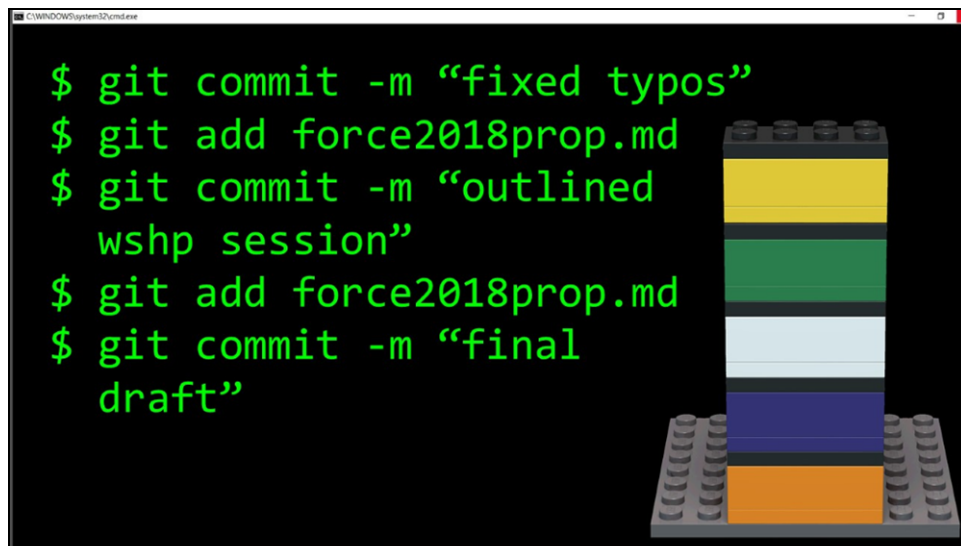 C:\WINDOWS\system32\cmd.exe
$ git commit -m “fixed typos”
$ git add force2018prop.md
$ git commit -m “outlined
wshp session”
$ git add force2018prop.md
$ git commit -m “final
draft”